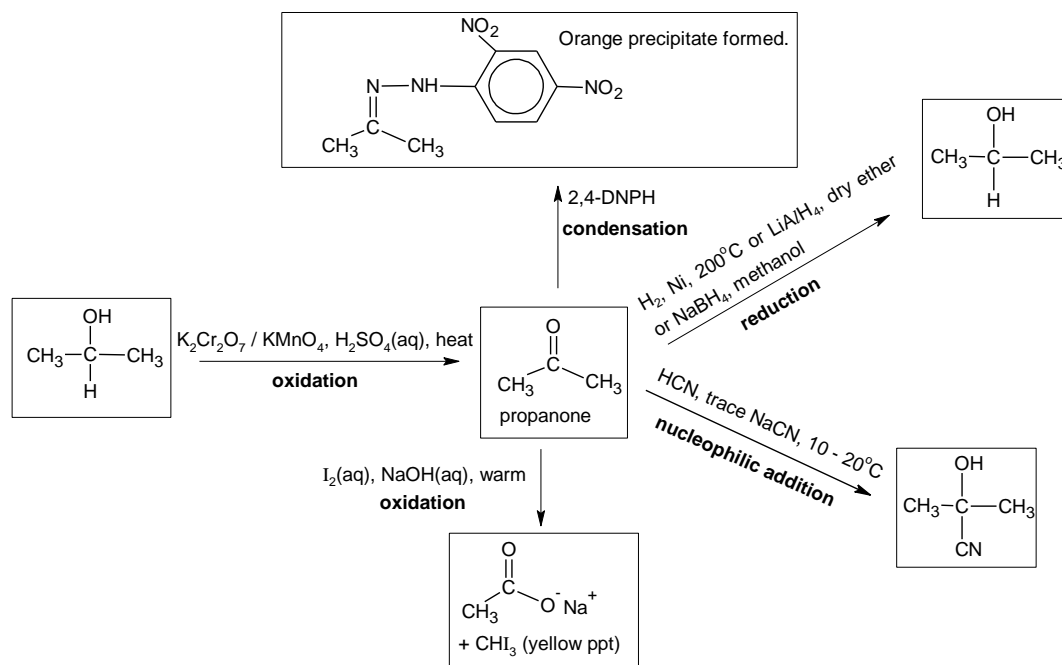 NO₂
Orange precipitate formed.
N NH
NO₂
C
CH₃ CH₃
2,4-DNPH
condensation
H₂, Ni, 200°C or LiA/H₄, dry ether
or NaBH₄, methanol
reduction
OH
CH₃ C CH₃
H
OH
CH₃ C CH₃
H
K₂Cr₂O₇ / KMnO₄, H₂SO₄(aq), heat
oxidation
O
C
CH₃ CH₃
propanone
HCN, trace NaCN, 10 - 20°C
nucleophilic addition
OH
CH₃ C CH₃
CN
I₂(aq), NaOH(aq), warm
oxidation
O
C
CH₃ O⁻ Na⁺
+ CHI₃ (yellow ppt)